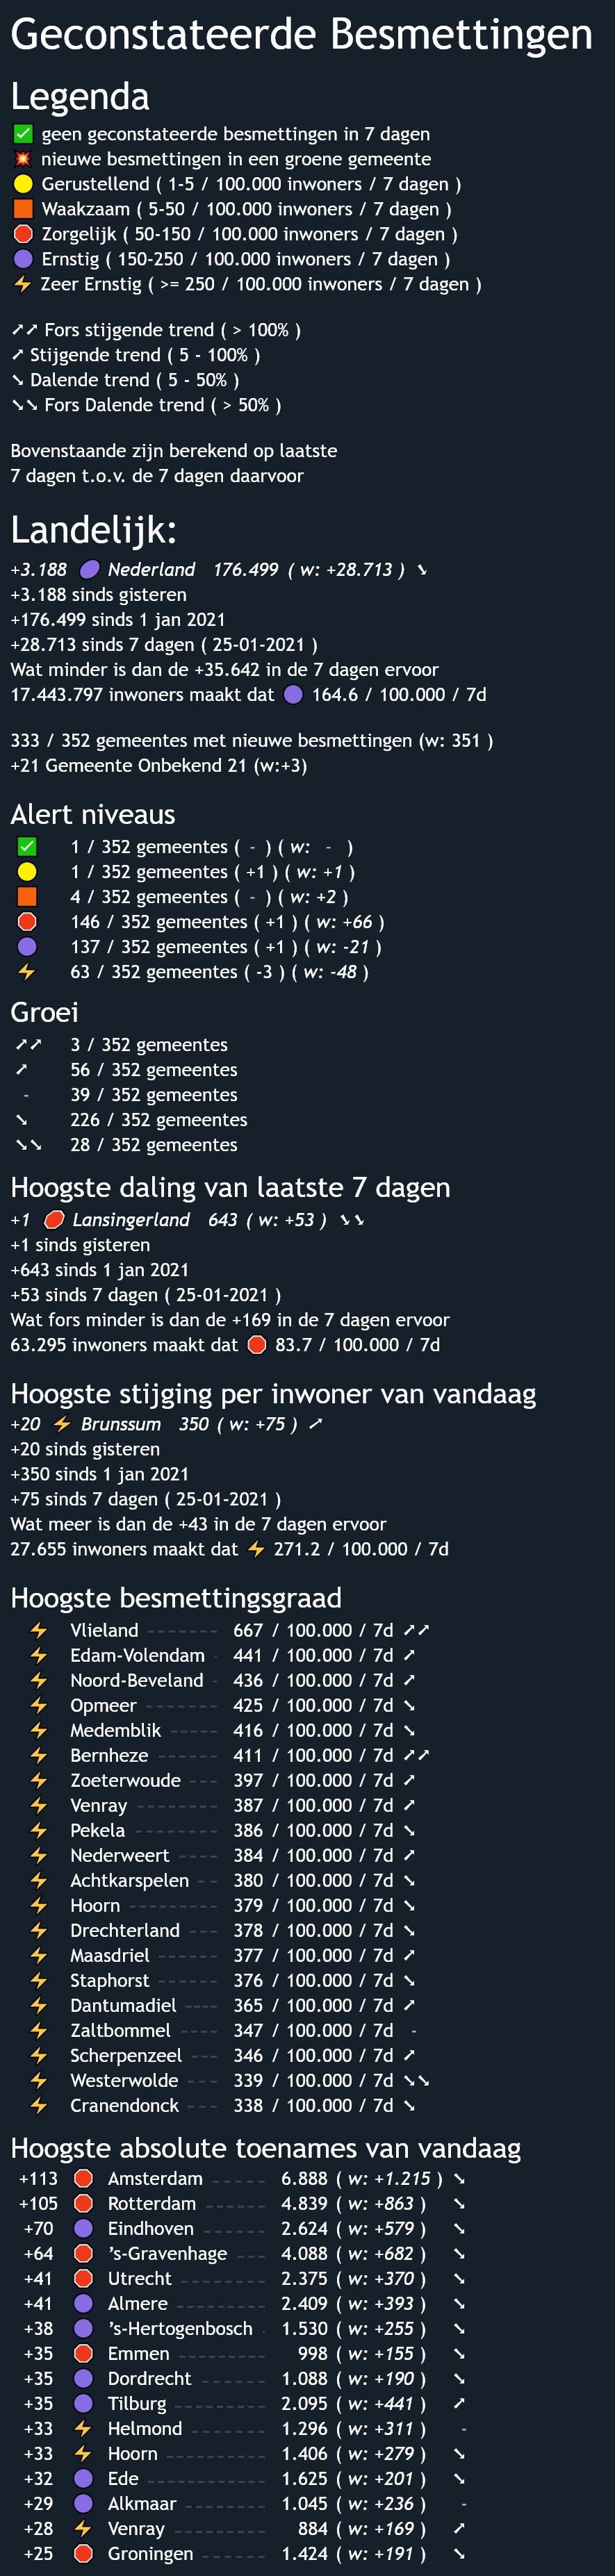 Geconstateerde Besmettingen
Legenda
✅ geen geconstateerde besmettingen in 7 dagen
💥 nieuwe besmettingen in een groene gemeente
🟡 Gerustellend ( 1-5 / 100.000 inwoners / 7 dagen )
🟧 Waakzaam ( 5-50 / 100.000 inwoners / 7 dagen )
🛑 Zorgelijk ( 50-150 / 100.000 inwoners / 7 dagen )
🟣 Ernstig ( 150-250 / 100.000 inwoners / 7 dagen )
⚡ Zeer Ernstig ( >= 250 / 100.000 inwoners / 7 dagen )
➚➚ Fors stijgende trend ( > 100% )
➚ Stijgende trend ( 5 - 100% )
➘ Dalende trend ( 5 - 50% )
➘➘ Fors Dalende trend ( > 50% )
Bovenstaande zijn berekend op laatste
7 dagen t.o.v. de 7 dagen daarvoor
Landelijk:
+3.188 🟣 Nederland 176.499 ( w: +28.713 ) ➘
+3.188 sinds gisteren
+176.499 sinds 1 jan 2021
+28.713 sinds 7 dagen ( 25-01-2021 )
Wat minder is dan de +35.642 in de 7 dagen ervoor
17.443.797 inwoners maakt dat 🟣 164.6 / 100.000 / 7d
333 / 352 gemeentes met nieuwe besmettingen (w: 351 )
+21 Gemeente Onbekend 21 (w:+3)
Alert niveaus
✅ 1 / 352 gemeentes ( - ) ( w: - )
🟡 1 / 352 gemeentes ( +1 ) ( w: +1 )
🟧 4 / 352 gemeentes ( - ) ( w: +2 )
🛑 146 / 352 gemeentes ( +1 ) ( w: +66 )
🟣 137 / 352 gemeentes ( +1 ) ( w: -21 )
⚡ 63 / 352 gemeentes ( -3 ) ( w: -48 )
Groei
➚➚ 3 / 352 gemeentes
➚ 56 / 352 gemeentes
- 39 / 352 gemeentes
➘ 226 / 352 gemeentes
➘➘ 28 / 352 gemeentes
Hoogste daling van laatste 7 dagen
+1 🛑 Lansingerland 643 ( w: +53 ) ➘➘
+1 sinds gisteren
+643 sinds 1 jan 2021
+53 sinds 7 dagen ( 25-01-2021 )
Wat fors minder is dan de +169 in de 7 dagen ervoor
63.295 inwoners maakt dat 🛑 83.7 / 100.000 / 7d
Hoogste stijging per inwoner van vandaag
+20 ⚡ Brunssum 350 ( w: +75 ) ➚
+20 sinds gisteren
+350 sinds 1 jan 2021
+75 sinds 7 dagen ( 25-01-2021 )
Wat meer is dan de +43 in de 7 dagen ervoor
27.655 inwoners maakt dat ⚡ 271.2 / 100.000 / 7d
Hoogste besmettingsgraad
⚡ Vlieland ------- 667 / 100.000 / 7d ➚➚
⚡ Edam-Volendam - 441 / 100.000 / 7d ➚
⚡ Noord-Beveland - 436 / 100.000 / 7d ➚
⚡ Opmeer ------- 425 / 100.000 / 7d ➘
⚡ Medemblik ----- 416 / 100.000 / 7d ➘
⚡ Bernheze ------ 411 / 100.000 / 7d ➚➚
⚡ Zoeterwoude --- 397 / 100.000 / 7d ➚
⚡ Venray -------- 387 / 100.000 / 7d ➚
⚡ Pekela -------- 386 / 100.000 / 7d ➘
⚡ Nederweert ---- 384 / 100.000 / 7d ➚
⚡ Achtkarspelen -- 380 / 100.000 / 7d ➘
⚡ Hoorn --------- 379 / 100.000 / 7d ➘
⚡ Drechterland --- 378 / 100.000 / 7d ➘
⚡ Maasdriel ------ 377 / 100.000 / 7d ➚
⚡ Staphorst ------ 376 / 100.000 / 7d ➘
⚡ Dantumadiel ---- 365 / 100.000 / 7d ➚
⚡ Zaltbommel ---- 347 / 100.000 / 7d -
⚡ Scherpenzeel --- 346 / 100.000 / 7d ➚
⚡ Westerwolde --- 339 / 100.000 / 7d ➘➘
⚡ Cranendonck --- 338 / 100.000 / 7d ➘
Hoogste absolute toenames van vandaag
+113 🛑 Amsterdam ------ 6.888 ( w: +1.215 ) ➘
+105 🛑 Rotterdam ------- 4.839 ( w: +863 ) ➘
+70 🟣 Eindhoven ------- 2.624 ( w: +579 ) ➘
+64 🛑 's-Gravenhage ---- 4.088 ( w: +682 ) ➘
+41 🛑 Utrecht --------- 2.375 ( w: +370 ) ➘
+41 🟣 Almere --------- 2.409 ( w: +393 ) ➘
+38 🟣 's-Hertogenbosch - 1.530 ( w: +255 ) ➘
+35 🛑 Emmen --------- 998 ( w: +155 ) ➘
+35 🟣 Dordrecht ------- 1.088 ( w: +190 ) ➘
+35 🟣 Tilburg ---------- 2.095 ( w: +441 ) ➚
+33 ⚡ Helmond -------- 1.296 ( w: +311 ) -
+33 ⚡ Hoorn ---------- 1.406 ( w: +279 ) ➘
+32 🟣 Ede ------------ 1.625 ( w: +201 ) ➘
+29 🟣 Alkmaar -------- 1.045 ( w: +236 ) -
+28 ⚡ Venray --------- 884 ( w: +169 ) ➚
+25 🛑 Groningen ------- 1.424 ( w: +191 ) ➘